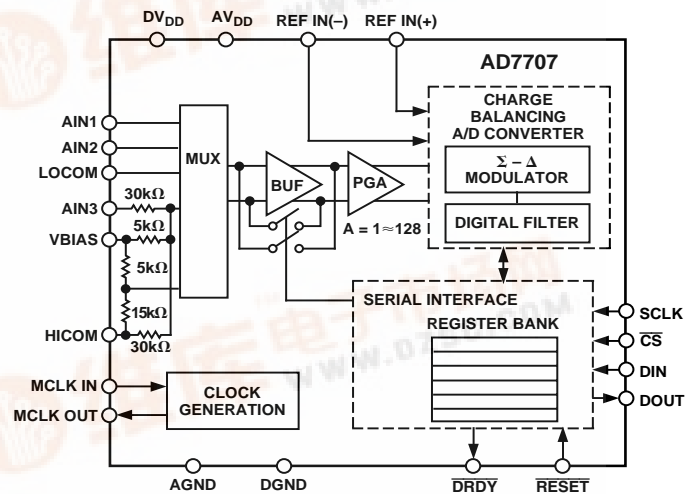 DVDD AVDD REF IN(–) REF IN(+)
AD7707
CHARGE
BALANCING
A/D CONVERTER
Σ – Δ
MODULATOR
DIGITAL FILTER
AIN1
AIN2
LOCOM
AIN3
VBIAS
HICOM
MCLK IN
MCLK OUT
30kΩ
5kΩ
5kΩ
15kΩ
30kΩ
MUX
BUF
PGA
A = 1≈128
SERIAL INTERFACE
REGISTER BANK
CLOCK
GENERATION
SCLK
CS
DIN
DOUT
AGND DGND DRDY RESET